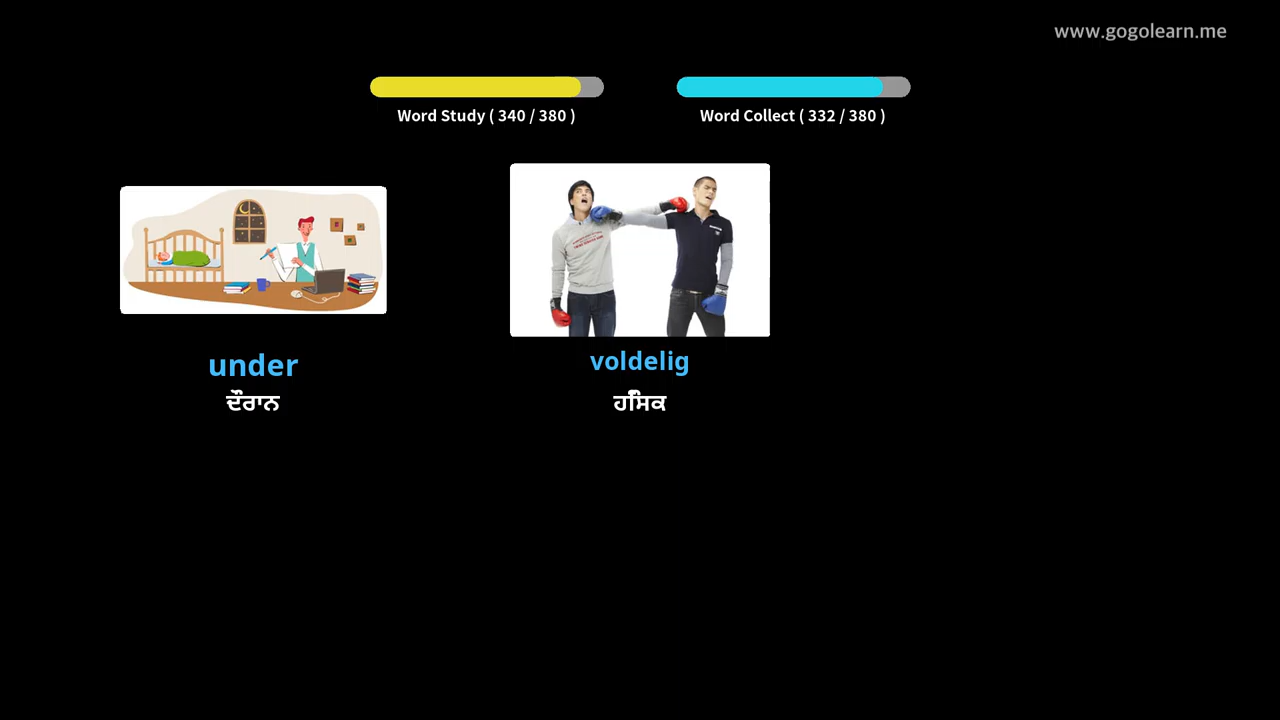 www.gogolearn.me
Word Study ( 340 / 380 )
Word Collect ( 332 / 380 )
under
ਦੌਰਾਨ
voldelig
ਹਿੰਸਕ